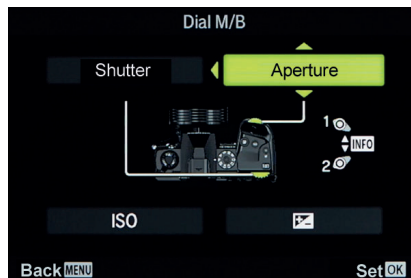 Dial M/B
Shutter Aperture
1
INFO
2
ISO
Back MENU Set OK